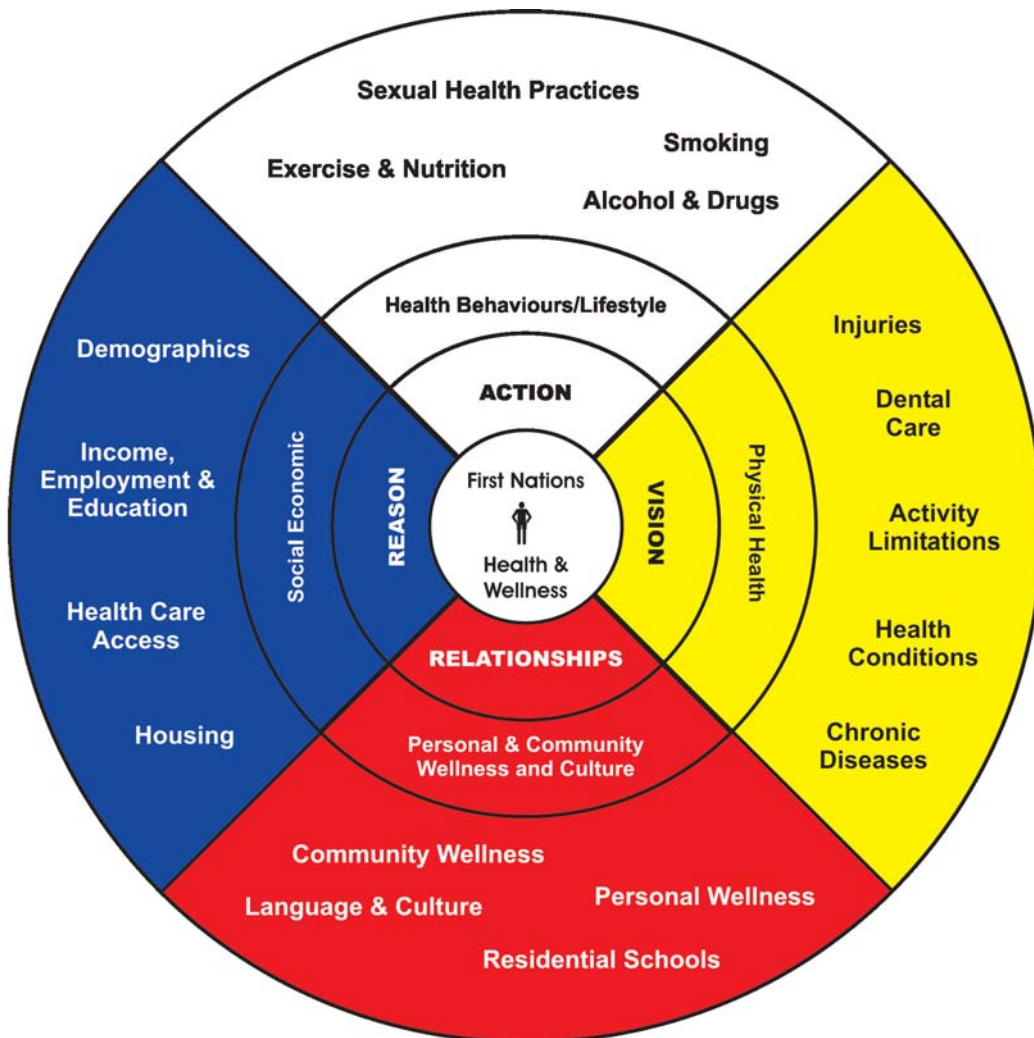 Sexual Health Practices
Smoking
Exercise & Nutrition
Alcohol & Drugs
Health Behaviours/Lifestyle
ACTION
Demographics
Income,
Employment &
Education
Health Care
Access
Housing
Social Economic
REASON
First Nations
Health &
Wellness
VISION
Physical Health
Injuries
Dental
Care
Activity
Limitations
Health
Conditions
Chronic
Diseases
RELATIONSHIPS
Personal & Community
Wellness and Culture
Community Wellness
Personal Wellness
Language & Culture
Residential Schools